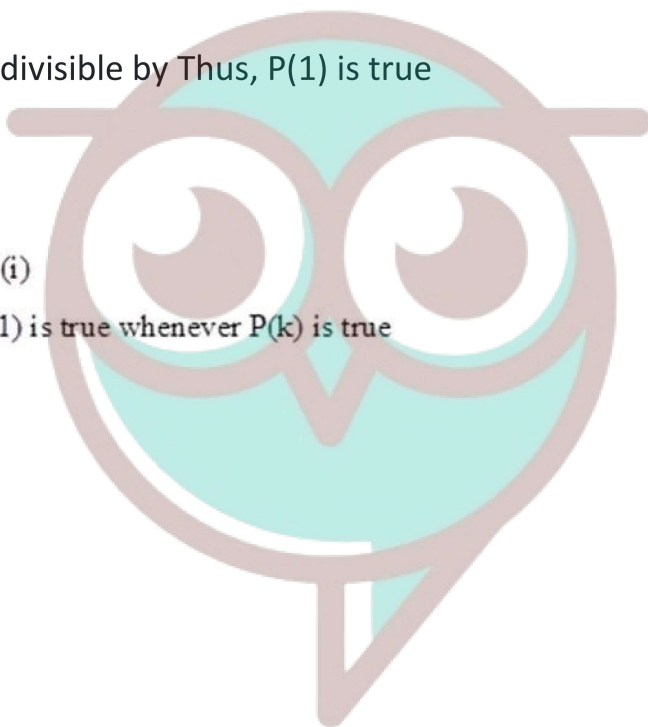 divisible by Thus, P(1) is true
(i)
1) is true whenever P(k) is true